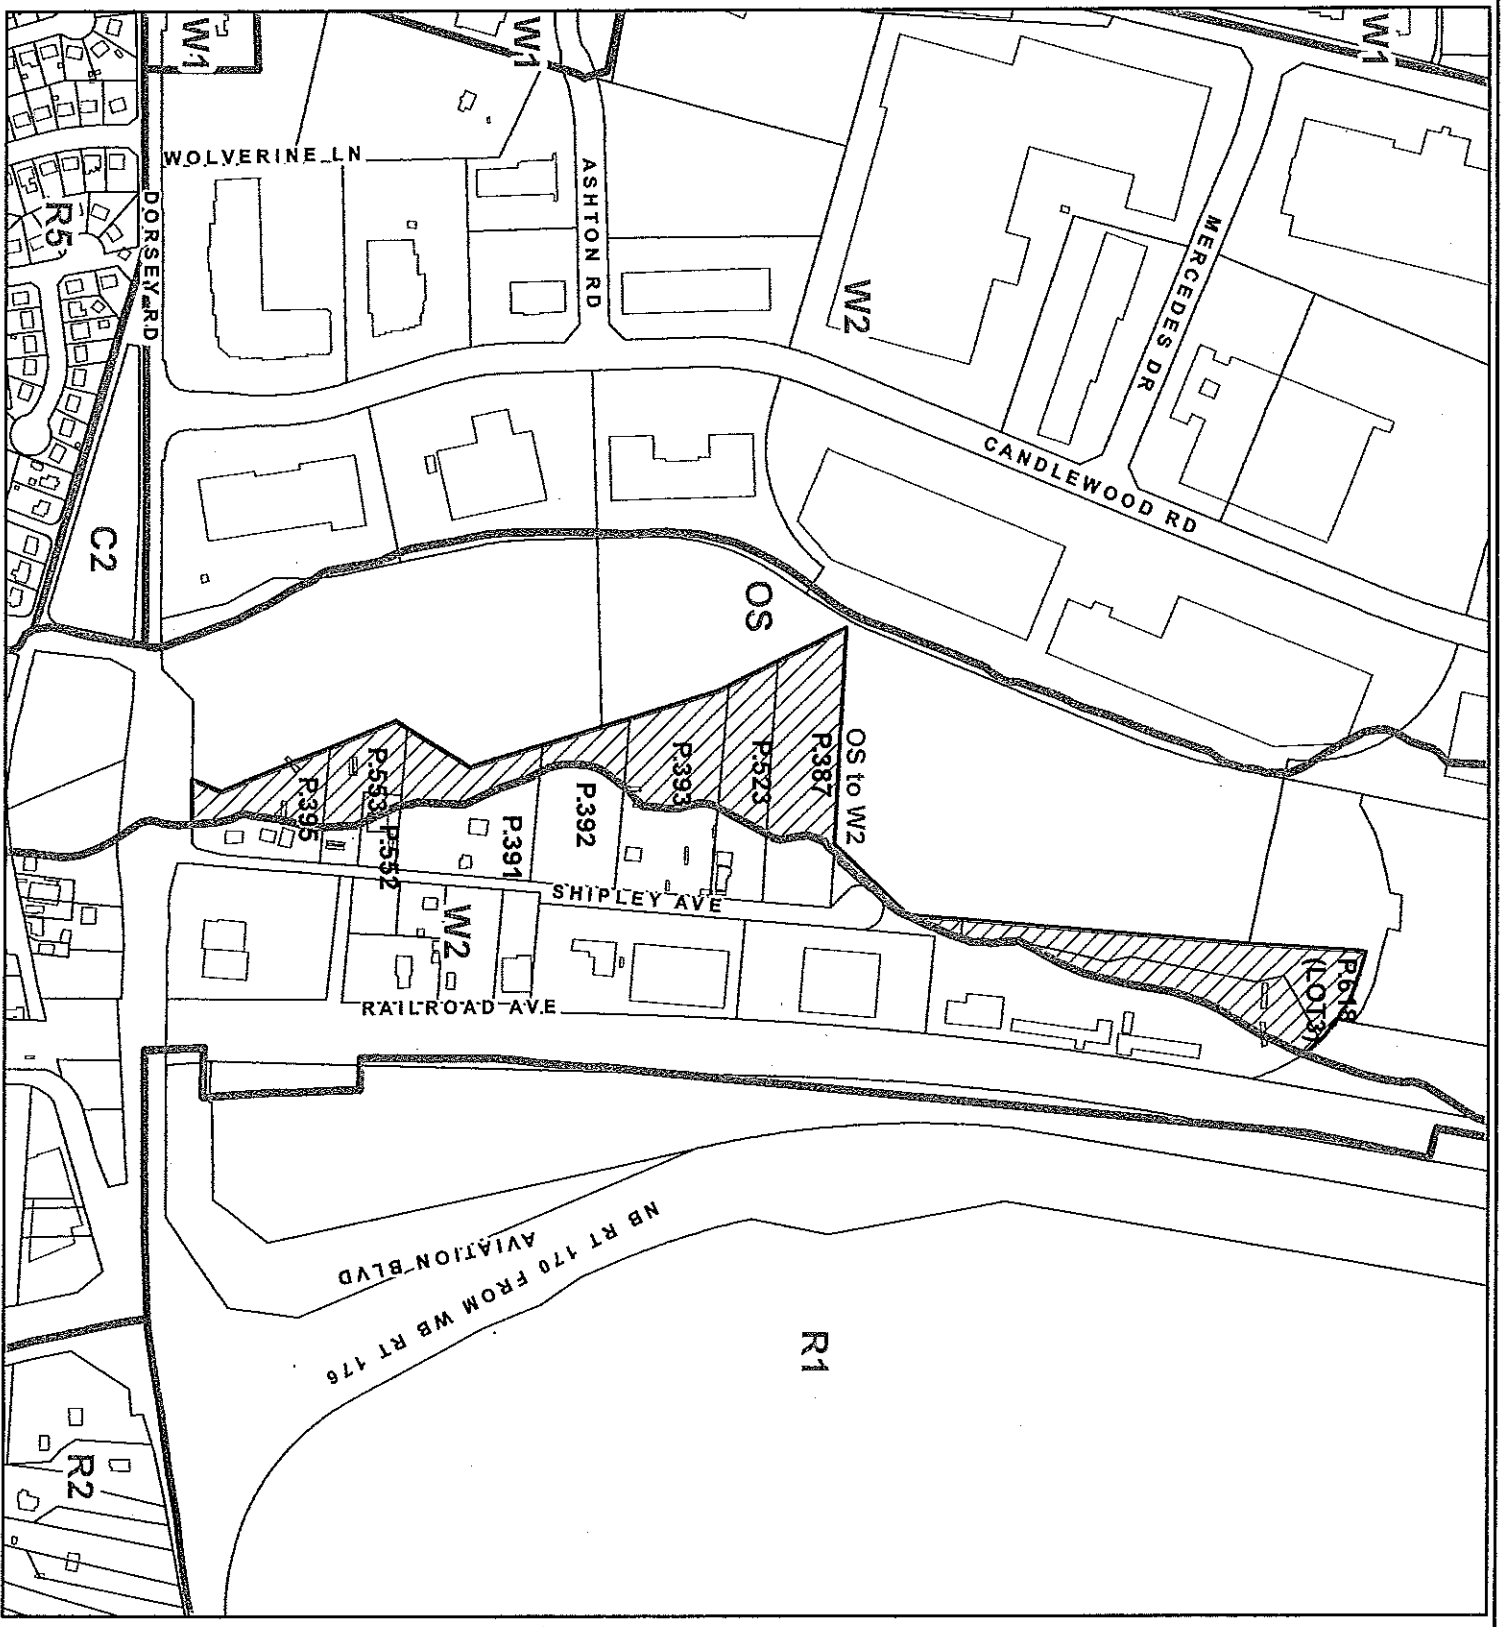 W1
W1
W1
WOLVERINE LN
ASHTON RD
MERCEDES DR
R5
DORSEY RD
W2
CANDLEWOOD RD
C2
OS
OS to W2
P.387
P.523
P.393
P.392
P.391
P.553
P.552
P.395
SHIPLEY AVE
W2
RAILROAD AVE
P.618
(LOT3)
AVIATION BLVD
NB RT 170 FROM WB RT 176
R1
R2